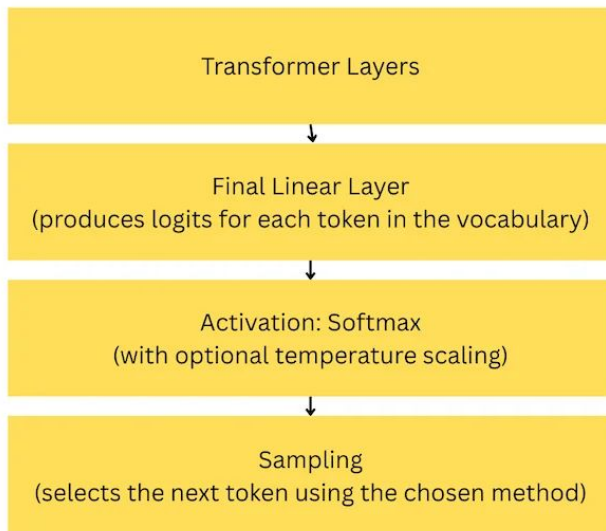 Transformer Layers
Final Linear Layer
(produces logits for each token in the vocabulary)
Activation: Softmax
(with optional temperature scaling)
Sampling
(selects the next token using the chosen method)